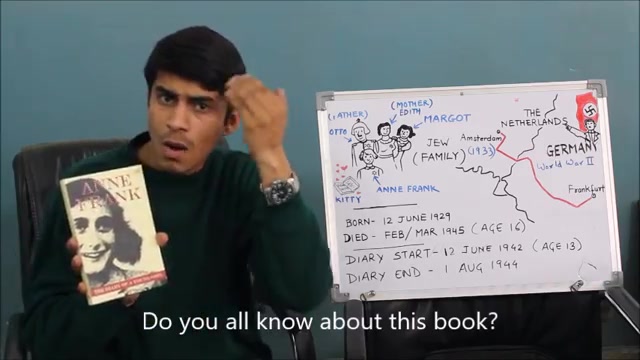 ANNE
FRANK
THE DIARY OF A YOUNG GIRL
(FATHER)
OTTO
(MOTHER)
EDITH
MARGOT
ANNE FRANK
KITTY
JEW
(FAMILY)
THE
NETHERLANDS
Amsterdam
(1933)
GERMANY
World War II
Frankfurt
BORN - 12 JUNE 1929
DIED - FEB/MAR 1945 (AGE 16)
DIARY START - 12 JUNE 1942 (AGE 13)
DIARY END - 1 AUG 1944
Do you all know about this book?